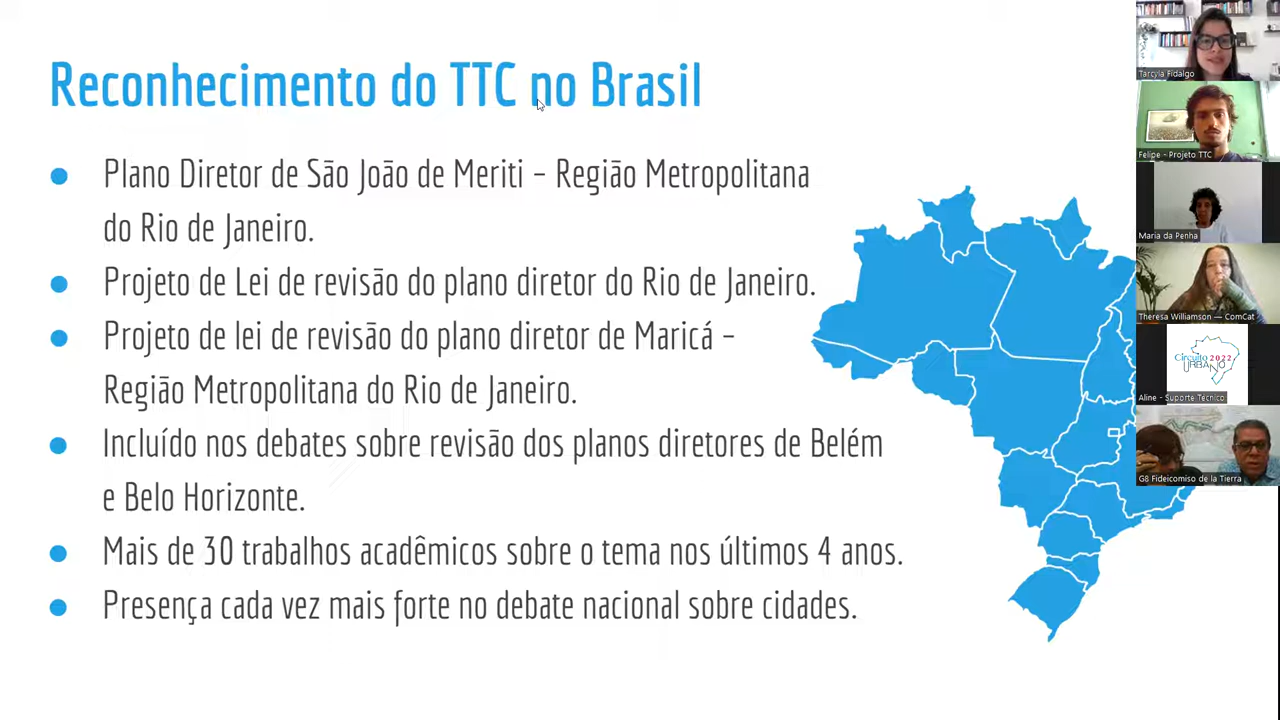 Reconhecimento do TTC no Brasil
Plano Diretor de São João de Meriti – Região Metropolitana
do Rio de Janeiro.
Projeto de Lei de revisão do plano diretor do Rio de Janeiro.
Projeto de lei de revisão do plano diretor de Maricá –
Região Metropolitana do Rio de Janeiro.
Incluído nos debates sobre revisão dos planos diretores de Belém
e Belo Horizonte.
Mais de 30 trabalhos acadêmicos sobre o tema nos últimos 4 anos.
Presença cada vez mais forte no debate nacional sobre cidades.
Tarcyla Fidalgo
Felipe - Projeto TTC
Maria da Penha
Theresa Williamson — ComCat
Circuito 2022
URBANO
Aline - Suporte Técnico
G8 Fideicomiso de la Tierra